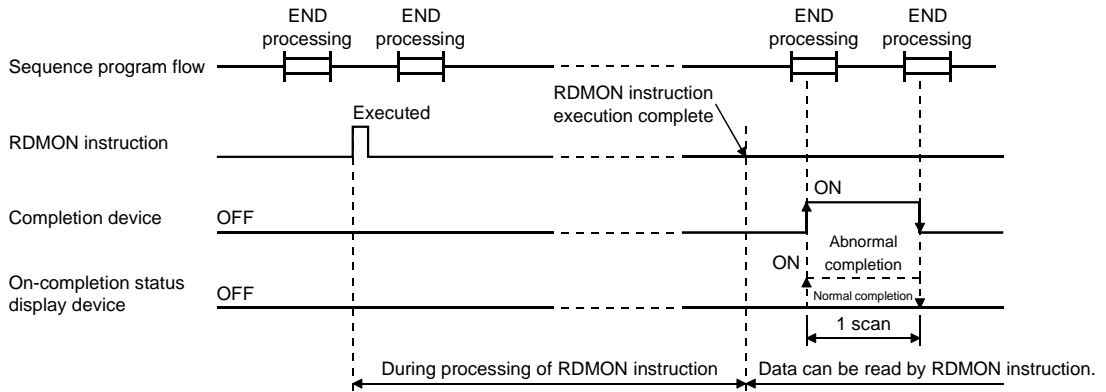 END
processing
END
processing
END
processing
END
processing
Sequence program flow
RDMON instruction
execution complete
Executed
RDMON instruction
ON
Completion device
OFF
Abnormal
completion
ON
On-completion status
display device
OFF
Normal completion
1 scan
During processing of RDMON instruction
Data can be read by RDMON instruction.